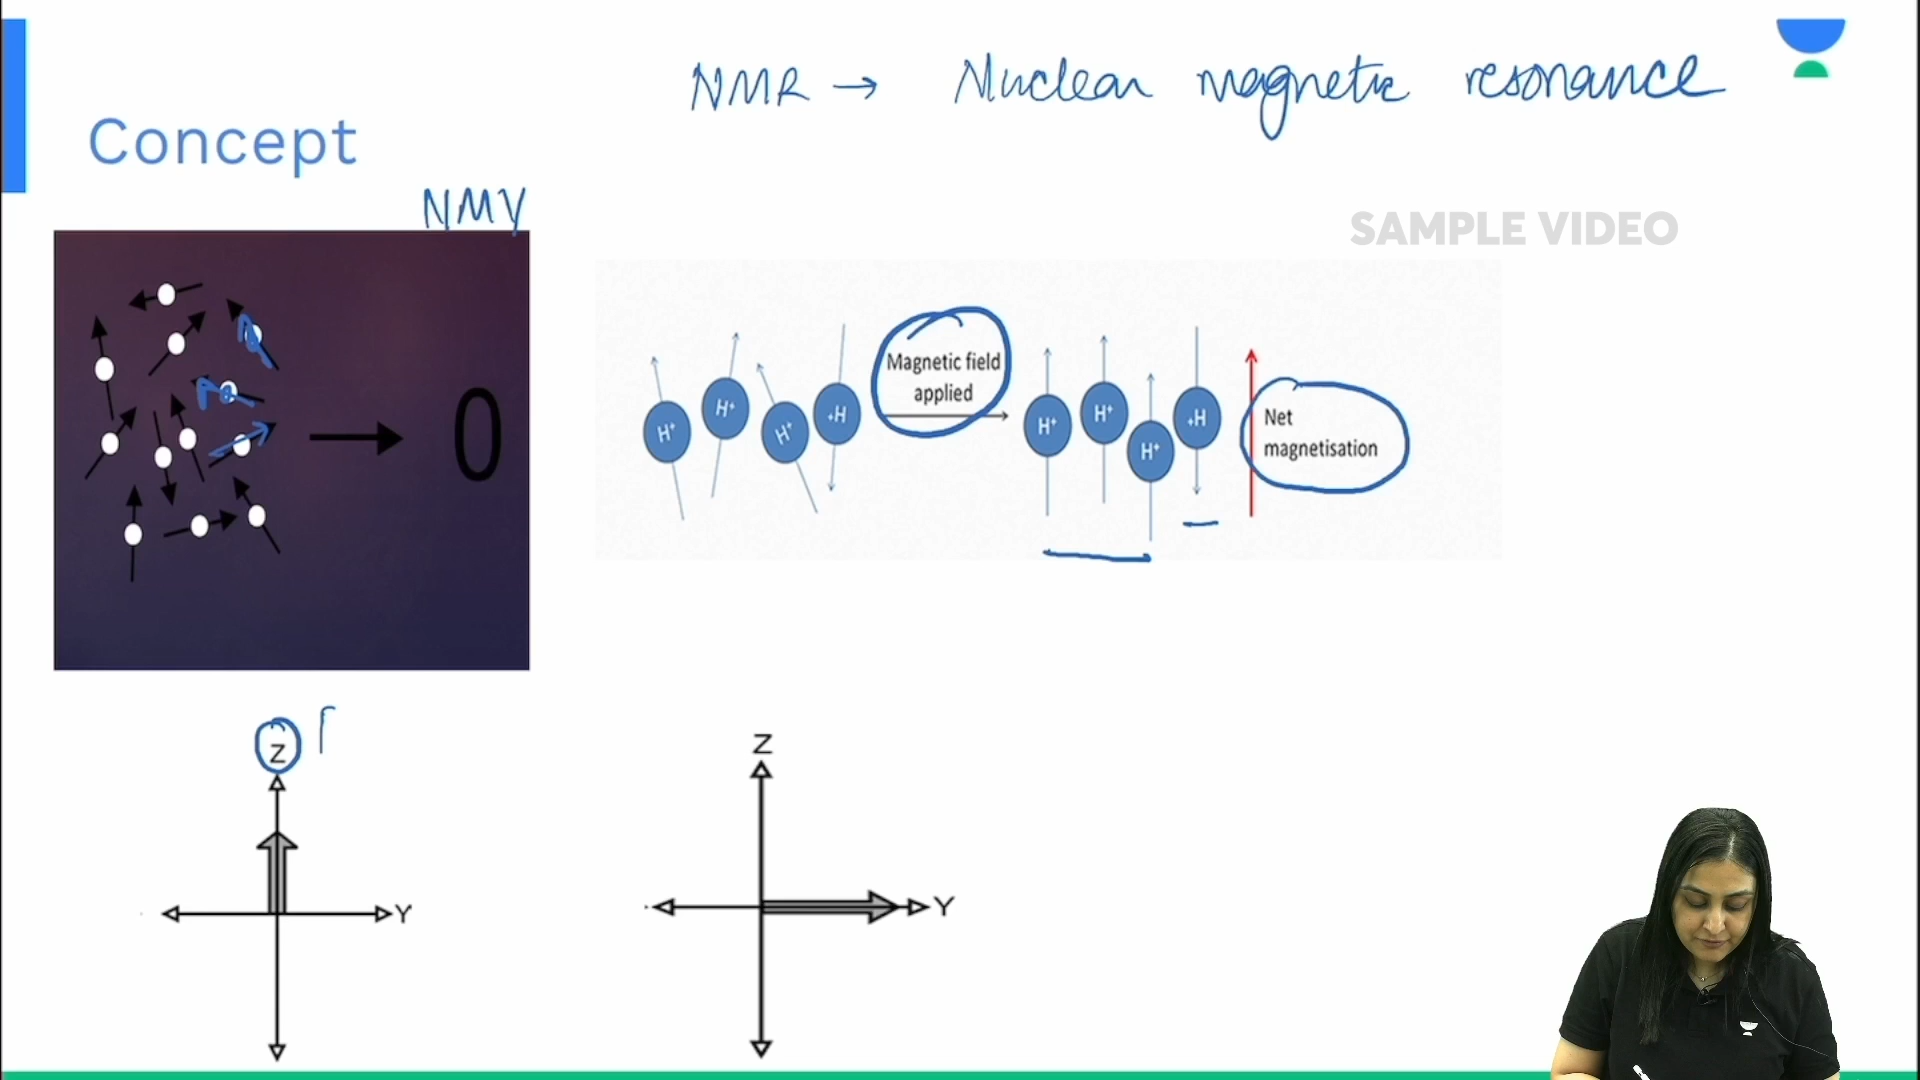 NMR → Nuclear magnetic resonance
Concept
NMV
SAMPLE VIDEO
0
H+
H+
H+
+H
Magnetic field
applied
H+
H+
H+
+H
Net
magnetisation
Z
Y
Z
Y